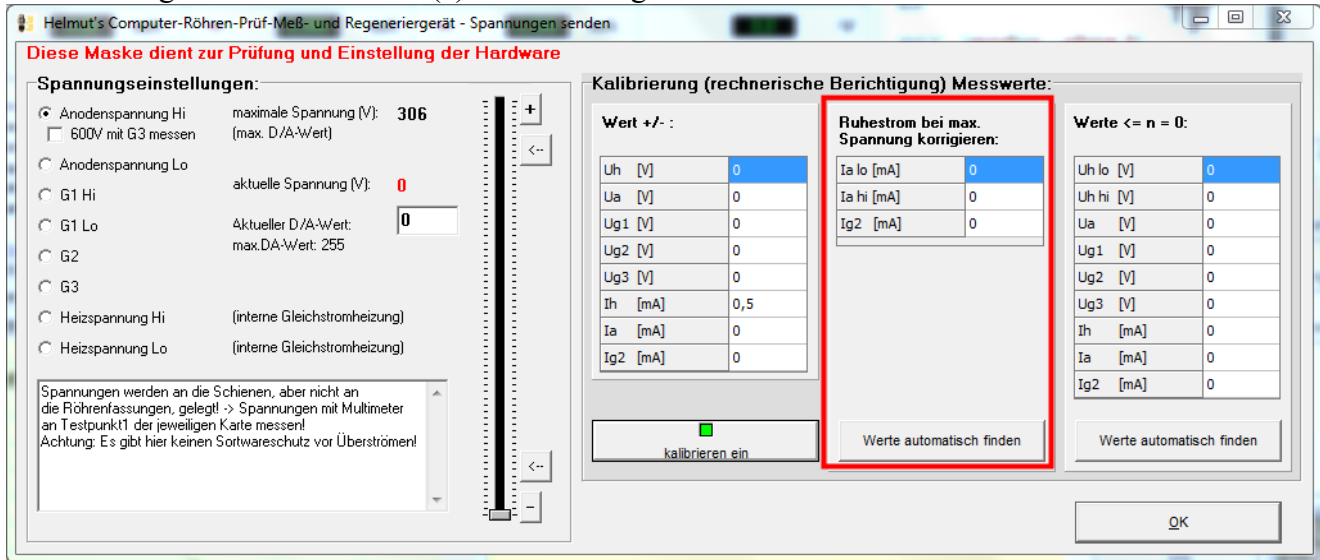 Helmut's Computer-Röhren-Prüf-Meß- und Regeneriergerät - Spannungen senden
Diese Maske dient zur Prüfung und Einstellung der Hardware
Spannungseinstellungen:
Anodenspannung Hi
600V mit G3 messen
Anodenspannung Lo
G1 Hi
G1 Lo
G2
G3
Heizspannung Hi
Heizspannung Lo
maximale Spannung (V): 306
(max. D/A-Wert)
aktuelle Spannung (V): 0
Aktueller D/A-Wert: 0
max.DA-Wert: 255
(interne Gleichstromheizung)
(interne Gleichstromheizung)
+
<--
<--
-
Spannungen werden an die Schienen, aber nicht an
die Röhrenfassungen, gelegt! -> Spannungen mit Multimeter
an Testpunkt1 der jeweiligen Karte messen!
Achtung: Es gibt hier keinen Sortwareschutz vor Überströmen!
Kalibrierung (rechnerische Berichtigung) Messwerte:
Wert +/- :
Uh [V] 0
Ua [V] 0
Ug1 [V] 0
Ug2 [V] 0
Ug3 [V] 0
Ih [mA] 0,5
Ia [mA] 0
Ig2 [mA] 0
kalibrieren ein
Ruhestrom bei max.
Spannung korrigieren:
Ia lo [mA] 0
Ia hi [mA] 0
Ig2 [mA] 0
Werte automatisch finden
Werte <= n = 0:
Uh lo [V] 0
Uh hi [V] 0
Ua [V] 0
Ug1 [V] 0
Ug2 [V] 0
Ug3 [V] 0
Ih [mA] 0
Ia [mA] 0
Ig2 [mA] 0
Werte automatisch finden
OK